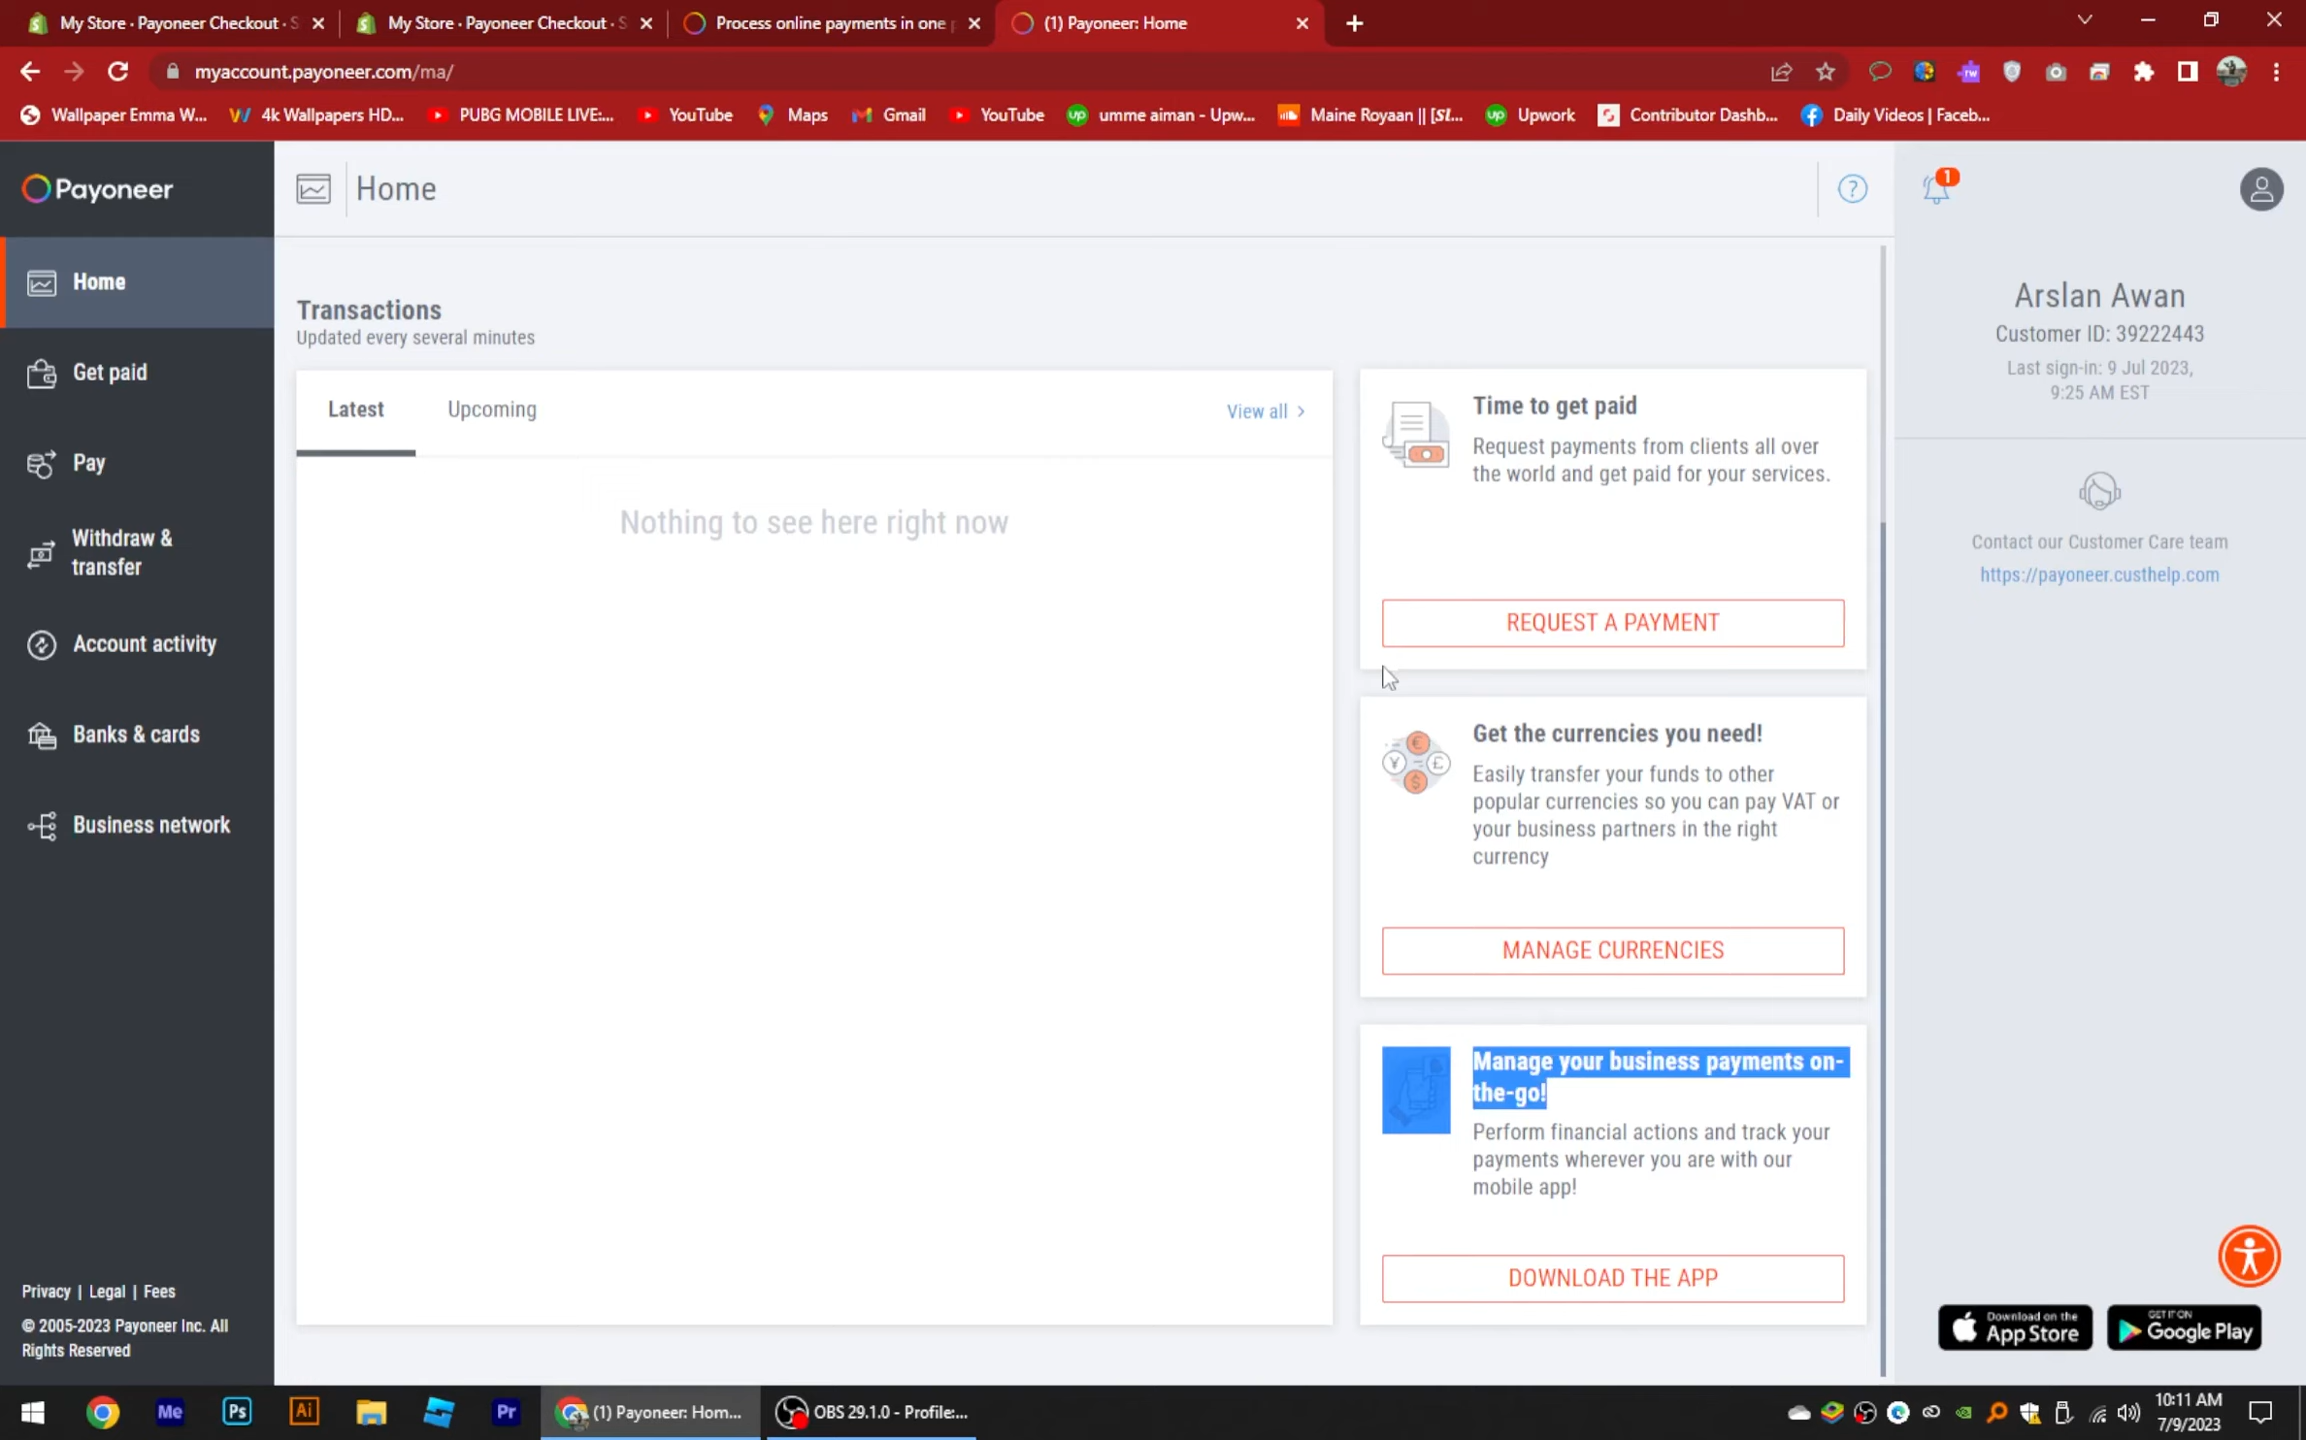 My Store · Payoneer Checkout · S
My Store · Payoneer Checkout · S
Process online payments in one p
(1) Payoneer: Home
myaccount.payoneer.com/ma/
Wallpaper Emma W...
4k Wallpapers HD...
PUBG MOBILE LIVE:...
YouTube
Maps
Gmail
YouTube
umme aiman - Upw...
Maine Royaan || [Sl...
Upwork
Contributor Dashb...
Daily Videos | Faceb...
Payoneer
Home
Get paid
Pay
Withdraw &
transfer
Account activity
Banks & cards
Business network
Privacy | Legal | Fees
© 2005-2023 Payoneer Inc. All
Rights Reserved
Home
?
Transactions
Updated every several minutes
Latest
Upcoming
View all >
Nothing to see here right now
Time to get paid
Request payments from clients all over
the world and get paid for your services.
REQUEST A PAYMENT
Get the currencies you need!
Easily transfer your funds to other
popular currencies so you can pay VAT or
your business partners in the right
currency
MANAGE CURRENCIES
Manage your business payments on-
the-go!
Perform financial actions and track your
payments wherever you are with our
mobile app!
DOWNLOAD THE APP
1
Arslan Awan
Customer ID: 39222443
Last sign-in: 9 Jul 2023,
9:25 AM EST
Contact our Customer Care team
https://payoneer.custhelp.com
Download on the
App Store
GET IT ON
Google Play
Me
Ps
Ai
Pr
(1) Payoneer: Hom...
OBS 29.1.0 - Profile:...
10:11 AM
7/9/2023